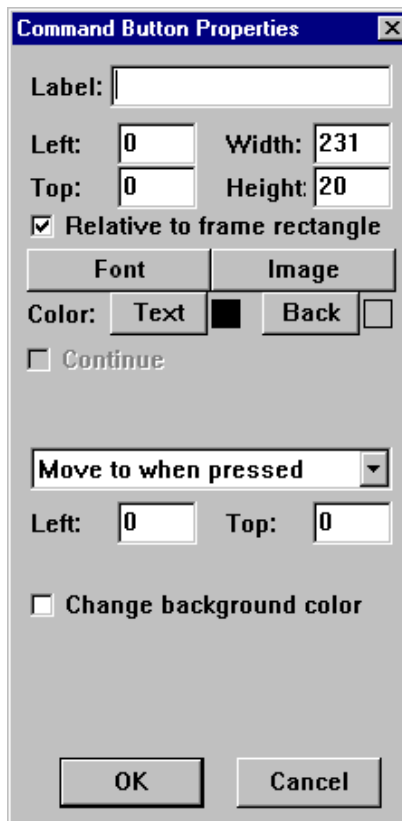 Command Button Properties
Label:
Left: 0 Width: 231
Top: 0 Height: 20
Relative to frame rectangle
Font Image
Color: Text Back
Continue
Move to when pressed
Left: 0 Top: 0
Change background color
OK Cancel